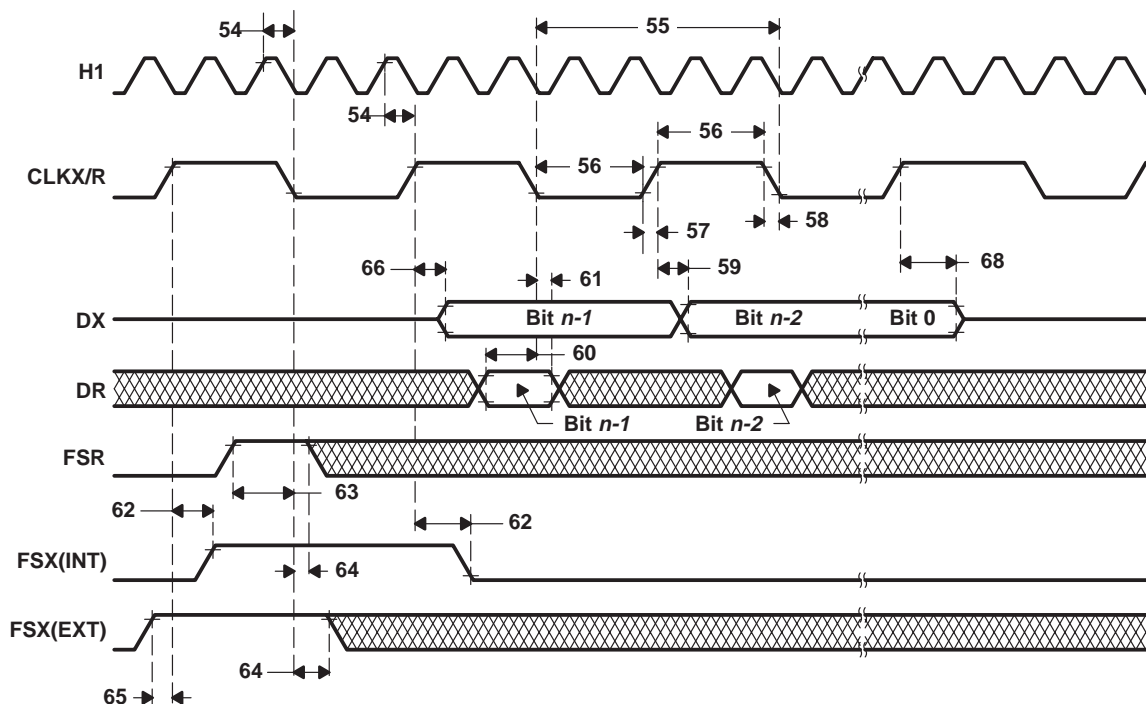 54
55
H1
54
56
56
CLKX/R
57
58
66
61
59
68
DX
Bit n-1
Bit n-2
Bit 0
60
DR
Bit n-1
Bit n-2
FSR
63
62
62
FSX(INT)
64
FSX(EXT)
64
65